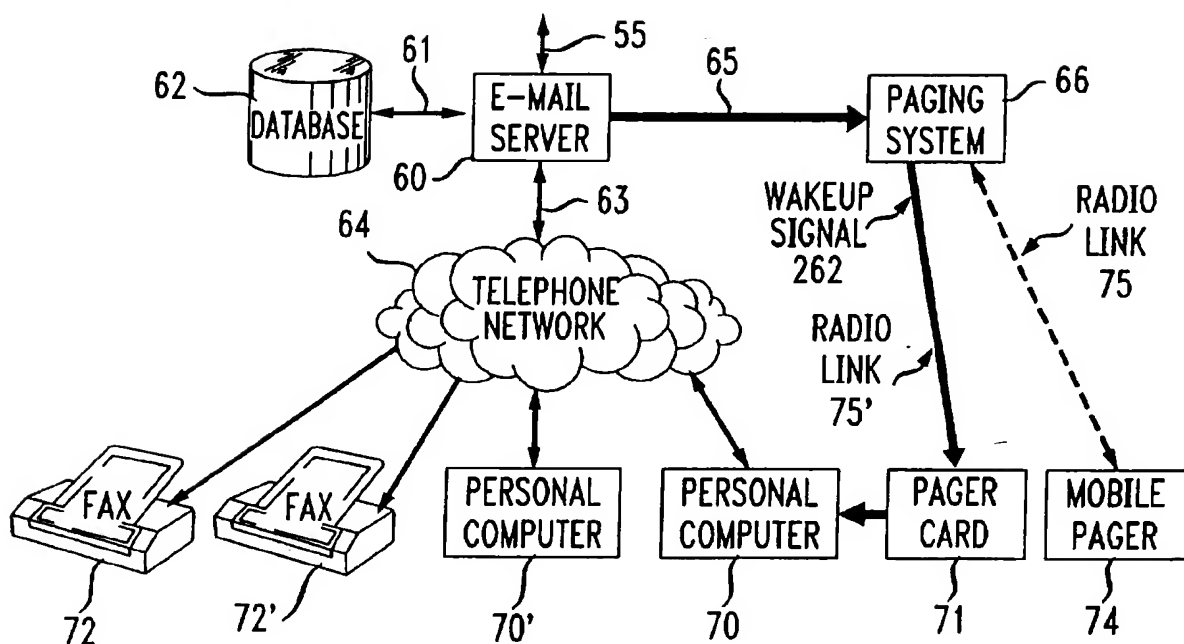 55
61
62
DATABASE
E-MAIL
SERVER
60
65
66
PAGING
SYSTEM
63
64
TELEPHONE
NETWORK
WAKEUP
SIGNAL
262
RADIO
LINK
75
RADIO
LINK
75'
FAX
72
FAX
72'
PERSONAL
COMPUTER
70'
PERSONAL
COMPUTER
70
PAGER
CARD
71
MOBILE
PAGER
74